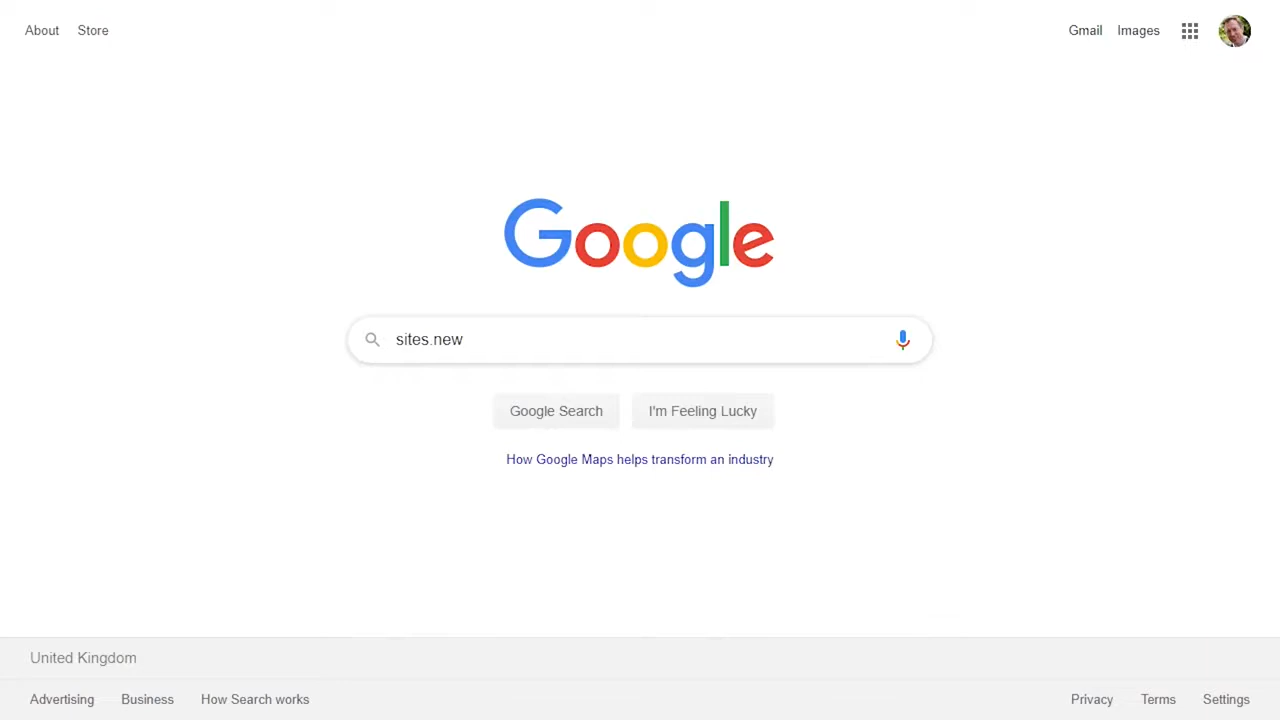 About Store
Gmail Images
Google
sites.new
Google Search I'm Feeling Lucky
How Google Maps helps transform an industry
United Kingdom
Advertising Business How Search works
Privacy Terms Settings